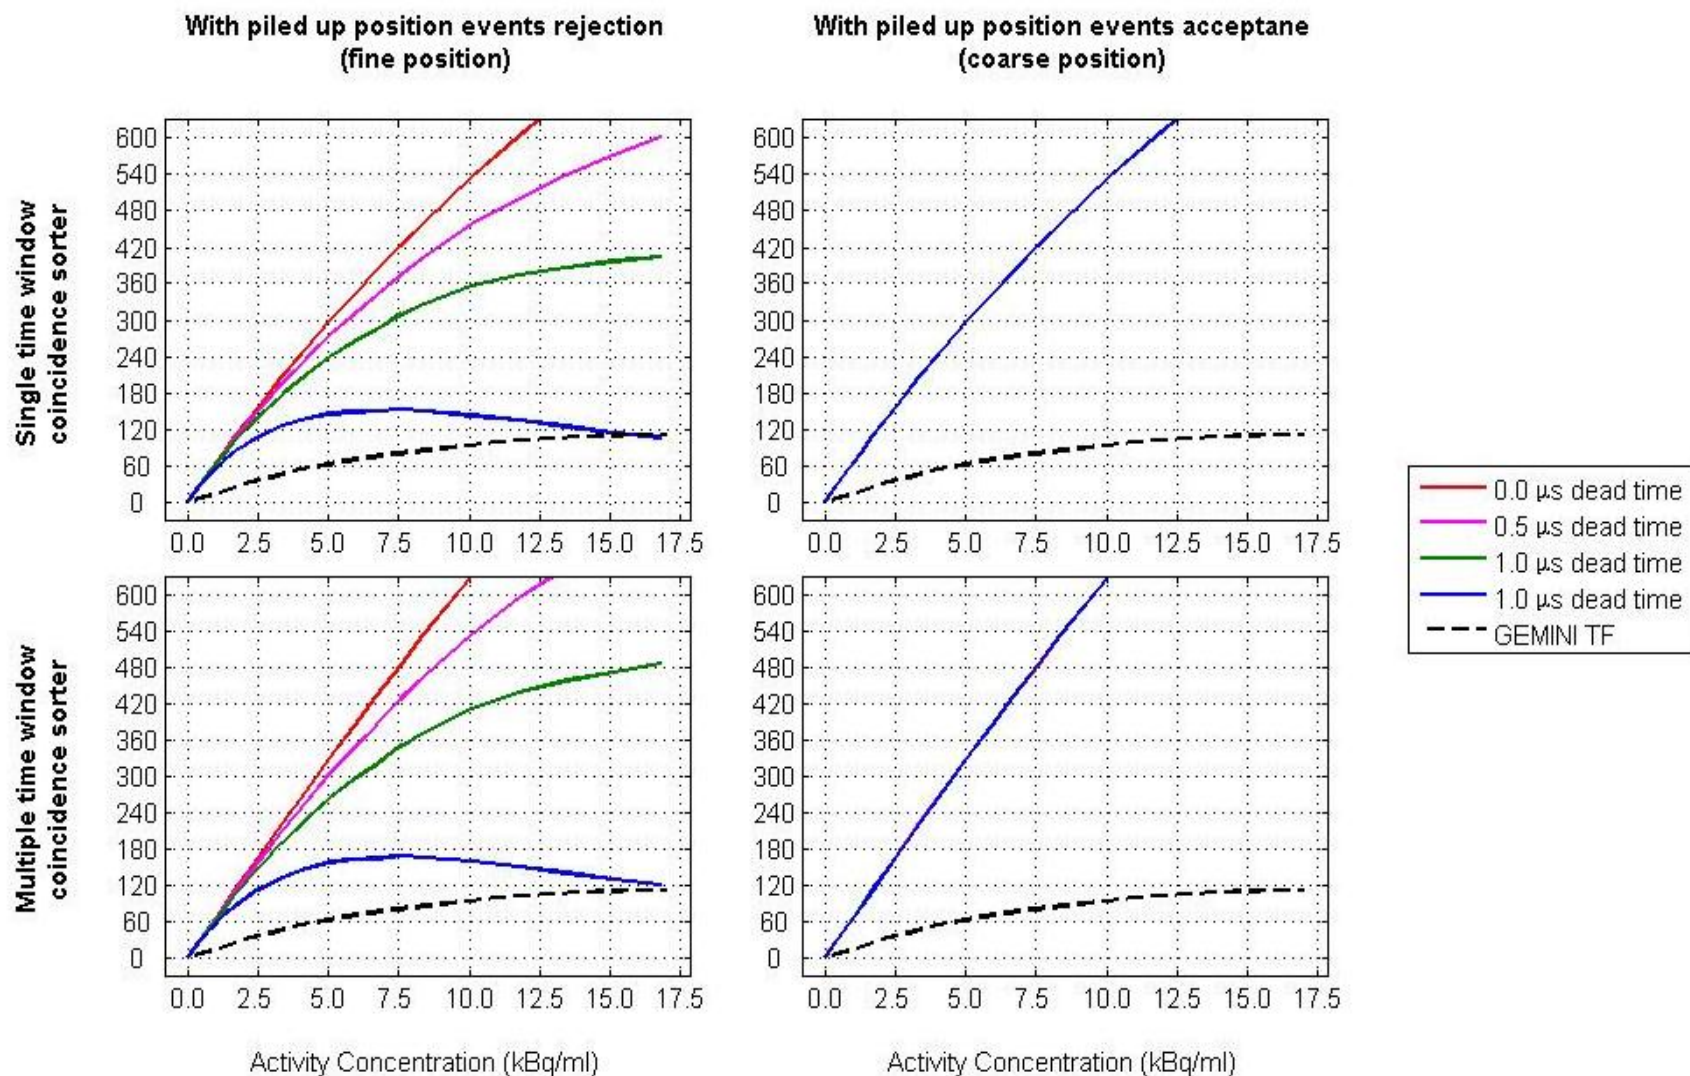 With piled up position events rejection
(fine position)
With piled up position events acceptane
(coarse position)
Single time window
coincidence sorter
600
540
480
420
360
300
240
180
120
60
0
0.0 2.5 5.0 7.5 10.0 12.5 15.0 17.5
600
540
480
420
360
300
240
180
120
60
0
0.0 2.5 5.0 7.5 10.0 12.5 15.0 17.5
0.0 μs dead time
0.5 μs dead time
1.0 μs dead time
1.0 μs dead time
GEMINI TF
Multiple time window
coincidence sorter
600
540
480
420
360
300
240
180
120
60
0
0.0 2.5 5.0 7.5 10.0 12.5 15.0 17.5
Activity Concentration (kBq/ml)
600
540
480
420
360
300
240
180
120
60
0
0.0 2.5 5.0 7.5 10.0 12.5 15.0 17.5
Activity Concentration (kBq/ml)